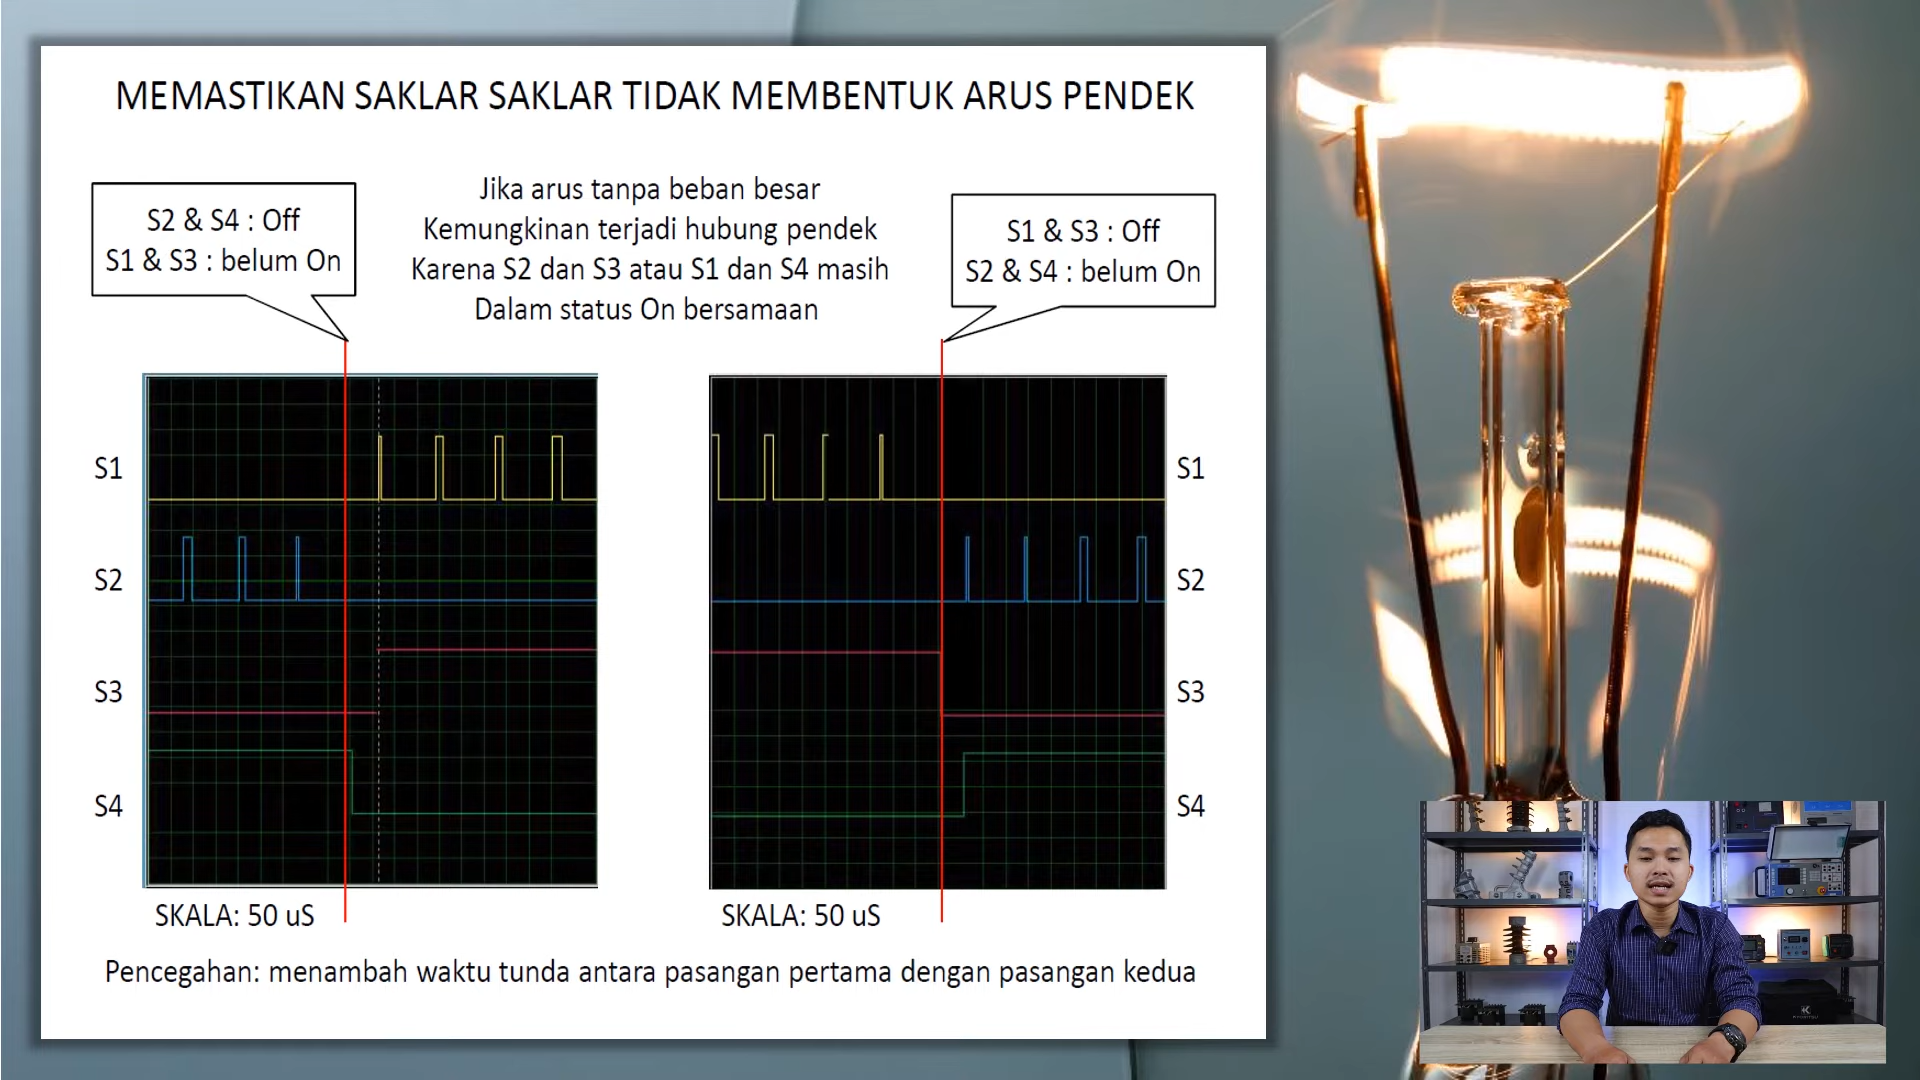 MEMASTIKAN SAKLAR SAKLAR TIDAK MEMBENTUK ARUS PENDEK
S2 & S4 : Off
S1 & S3 : belum On
Jika arus tanpa beban besar
Kemungkinan terjadi hubung pendek
Karena S2 dan S3 atau S1 dan S4 masih
Dalam status On bersamaan
S1 & S3 : Off
S2 & S4 : belum On
S1
S2
S3
S4
S1
S2
S3
S4
SKALA: 50 uS
SKALA: 50 uS
Pencegahan: menambah waktu tunda antara pasangan pertama dengan pasangan kedua